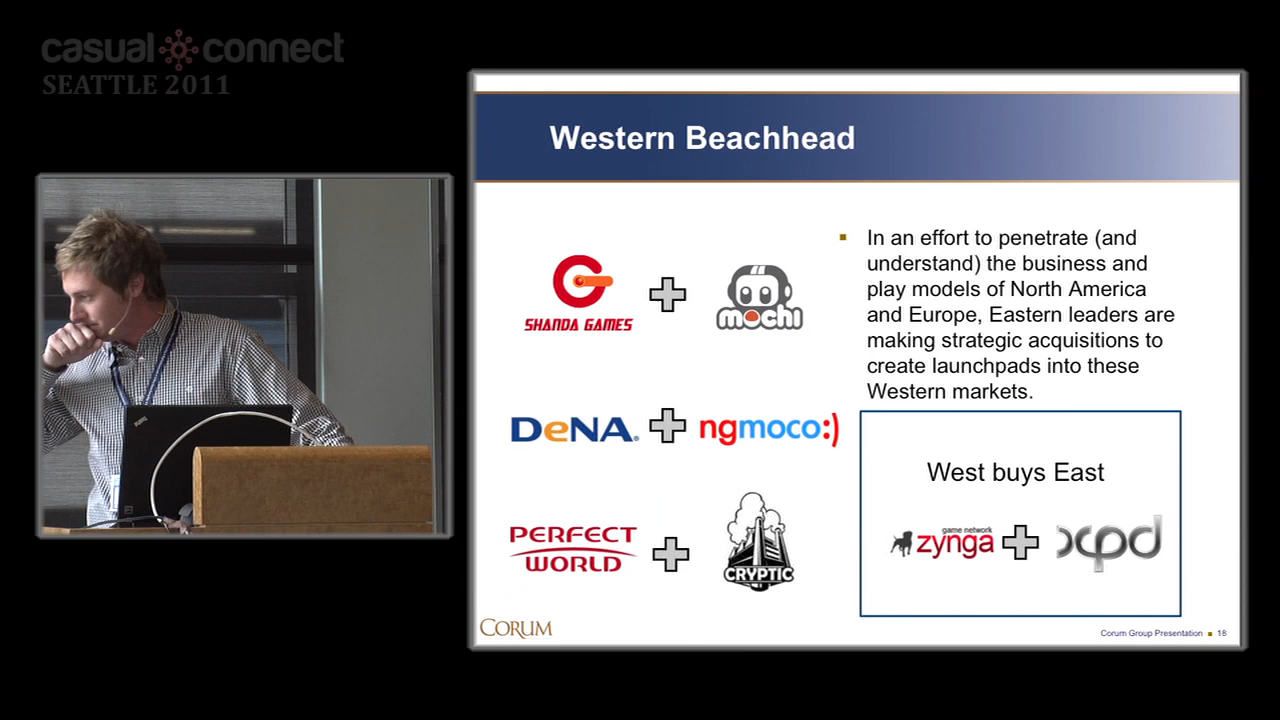 casual connect
SEATTLE 2011
Western Beachhead
SHANDA GAMES
mochi
DeNA
ngmoco:)
PERFECT
WORLD
CRYPTIC
In an effort to penetrate (and
understand) the business and
play models of North America
and Europe, Eastern leaders are
making strategic acquisitions to
create launchpads into these
Western markets.
West buys East
game network
zynga
xpd
CORUM
Corum Group Presentation ■ 18